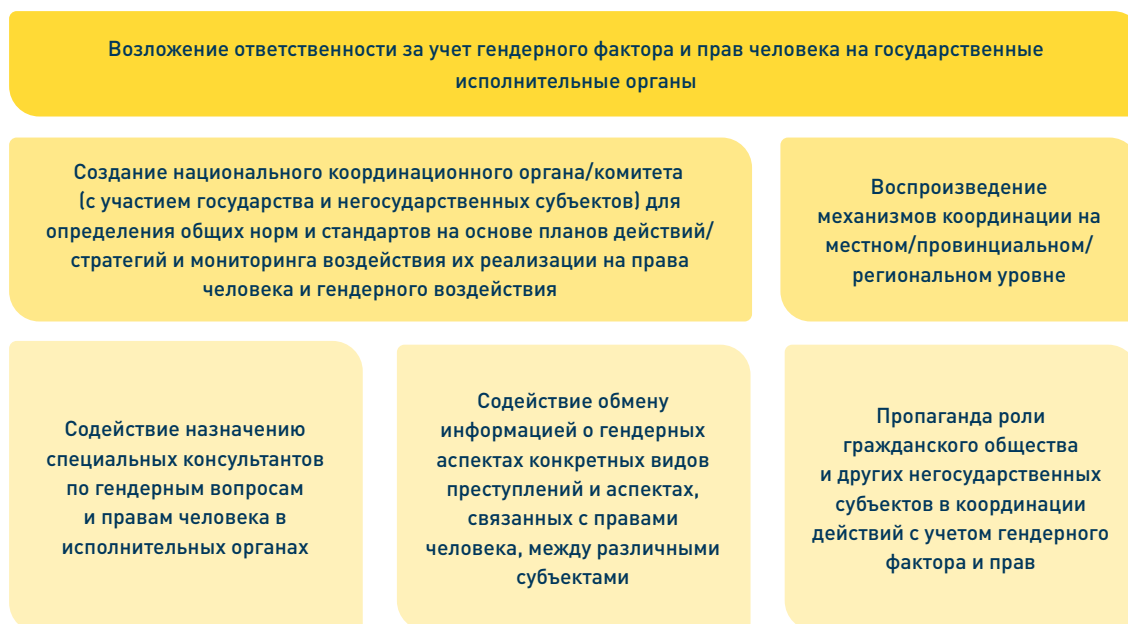 Возложение ответственности за учет гендерного фактора и прав человека на государственные
исполнительные органы
Создание национального координационного органа/комитета
(с участием государства и негосударственных субъектов) для
определения общих норм и стандартов на основе планов действий/
стратегий и мониторинга воздействия их реализации на права
человека и гендерного воздействия
Воспроизведение
механизмов координации на
местном/провинциальном/
региональном уровне
Содействие назначению
специальных консультантов
по гендерным вопросам
и правам человека в
исполнительных органах
Содействие обмену
информацией о гендерных
аспектах конкретных видов
преступлений и аспектах,
связанных с правами
человека, между различными
субъектами
Пропаганда роли
гражданского общества
и других негосударственных
субъектов в координации
действий с учетом гендерного
фактора и прав